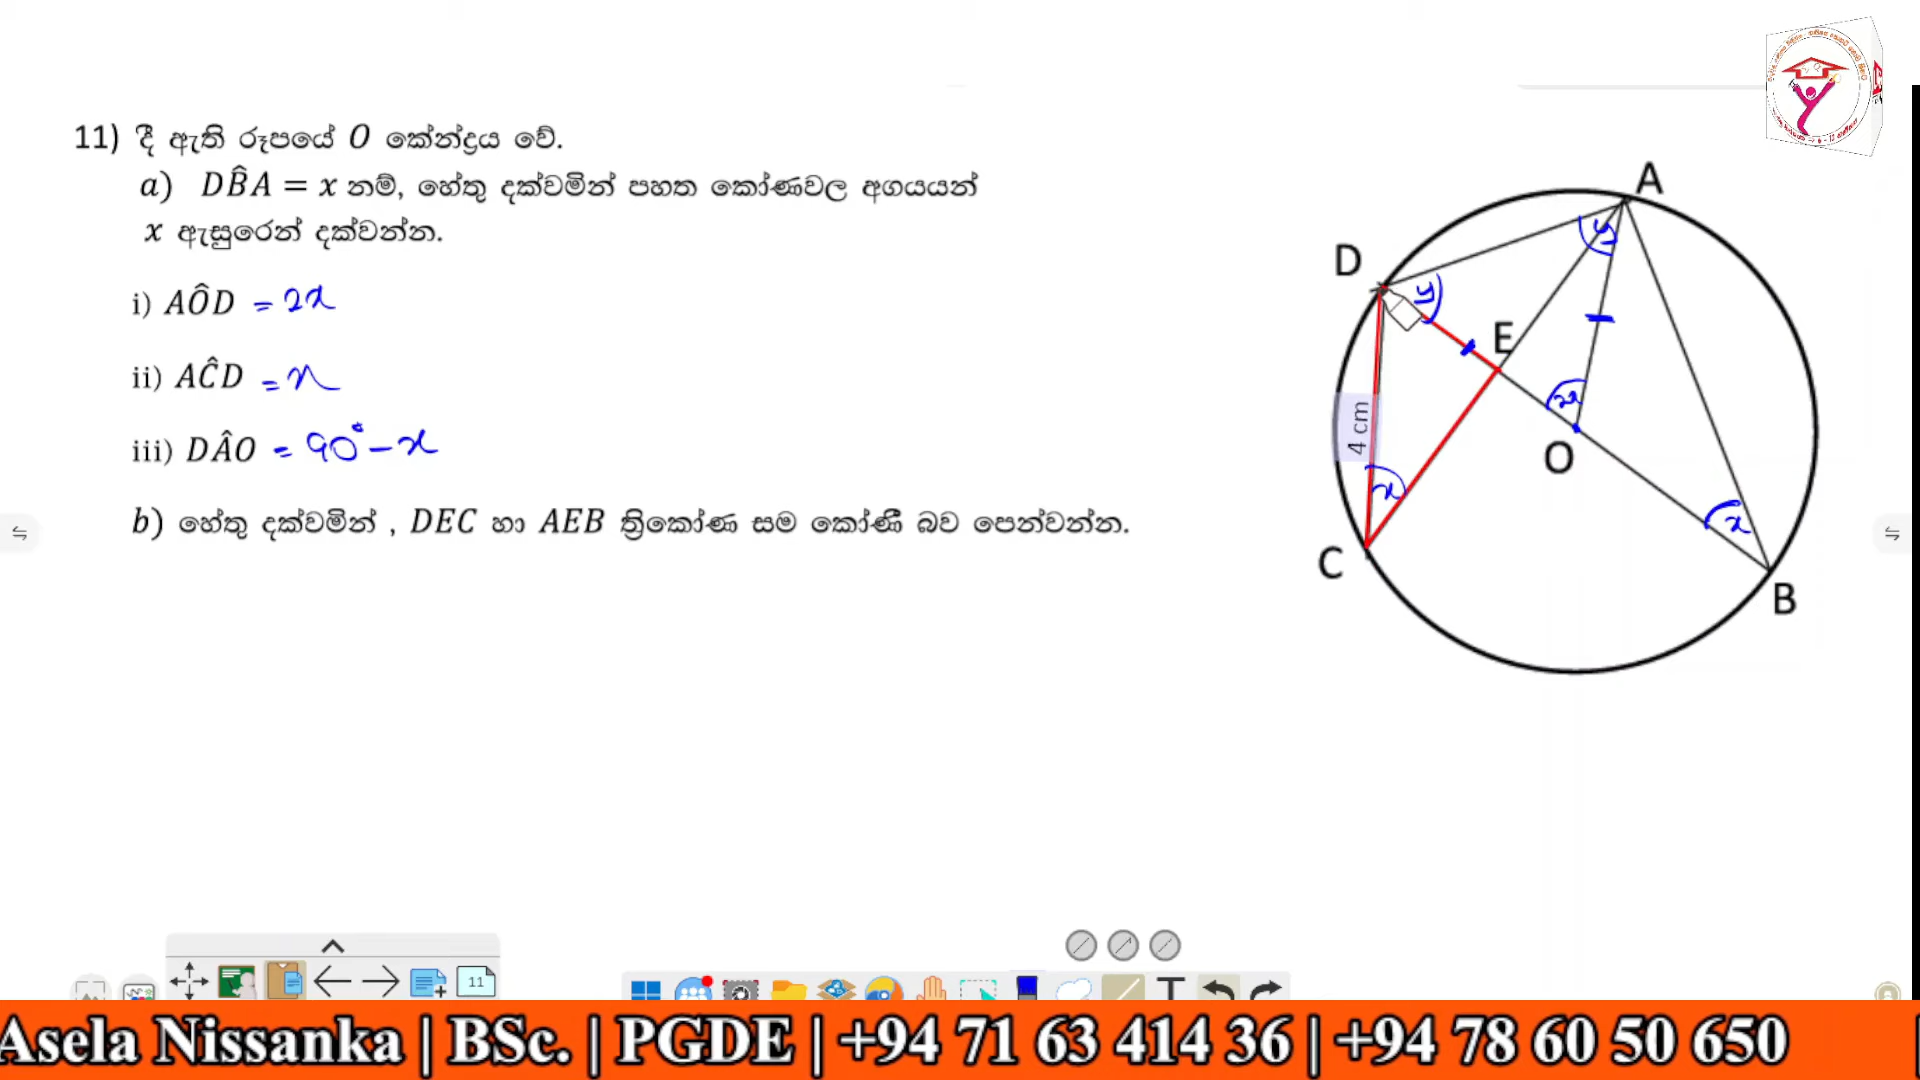 11) දී ඇති රූපයේ O කේන්ද්‍රය වේ.
a) DB̂A = x නම්, හේතු දක්වමින් පහත කෝණවල අගයයන්
x ඇසුරෙන් දක්වන්න.
i) AÔD = 2x
ii) AĈD = x
iii) DÂO = 90° - x
b) හේතු දක්වමින් , DEC හා AEB ත්‍රිකෝණ සම කෝණී බව පෙන්වන්න.
A
y
D
y
E
2x
4 cm
O
x
x
C
B
11
T
Asela Nissanka | BSc. | PGDE | +94 71 63 414 36 | +94 78 60 50 650